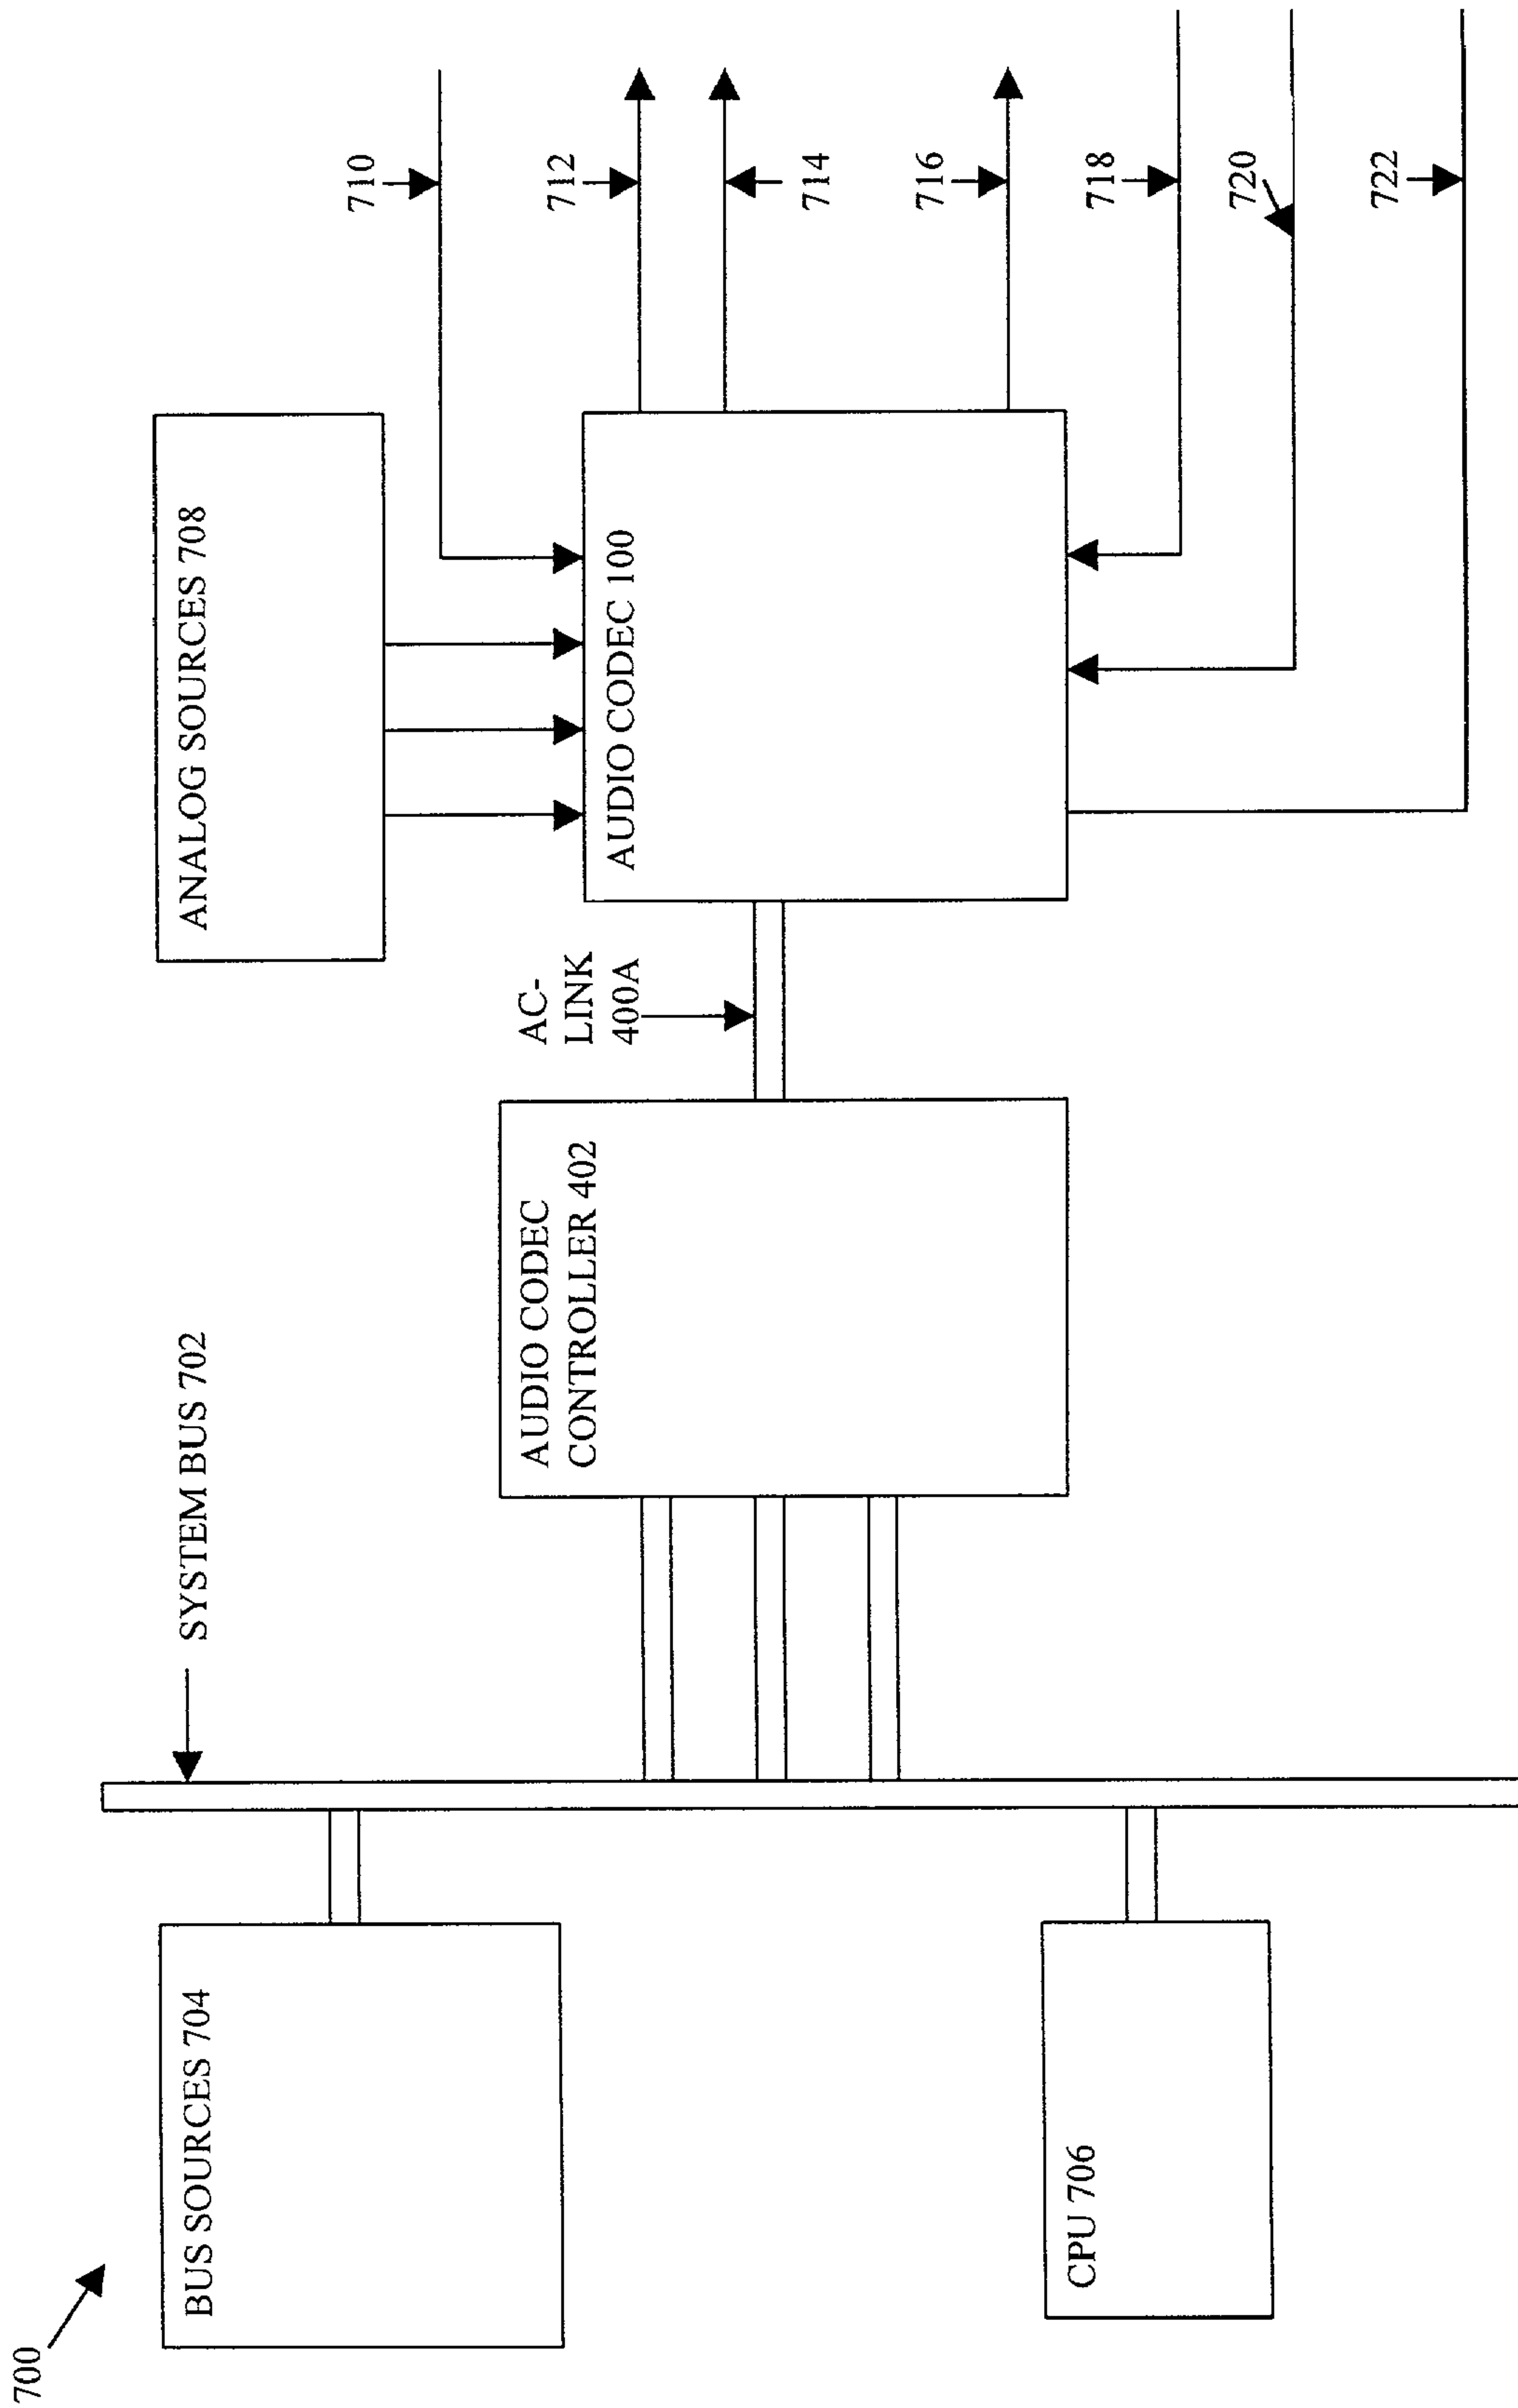 700
BUS SOURCES 704
CPU 706
SYSTEM BUS 702
AUDIO CODEC
CONTROLLER 402
AC-
LINK
400A
ANALOG SOURCES 708
AUDIO CODEC 100
710
712
714
716
718
720
722